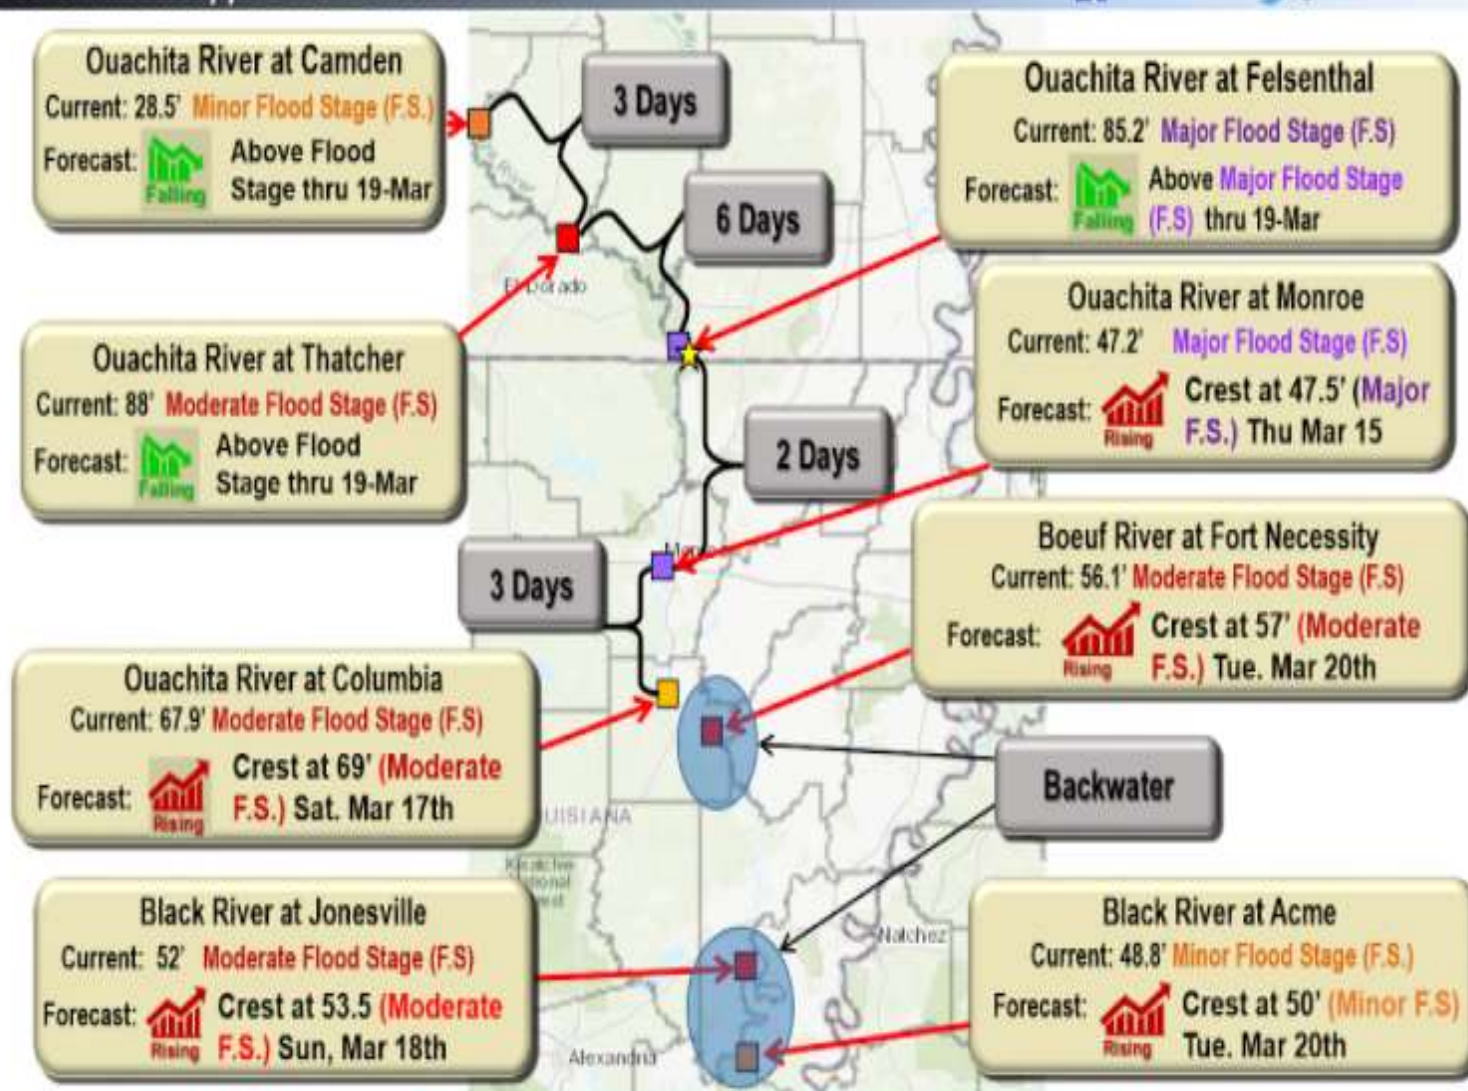 Ouachita River at Camden
Current: 28.5' Minor Flood Stage (F.S.)
Forecast: Falling Above Flood
Stage thru 19-Mar
3 Days
Ouachita River at Felsenthal
Current: 85.2' Major Flood Stage (F.S)
Forecast: Falling Above Major Flood Stage
(F.S) thru 19-Mar
6 Days
El Dorado
Ouachita River at Thatcher
Current: 88' Moderate Flood Stage (F.S)
Forecast: Falling Above Flood
Stage thru 19-Mar
Ouachita River at Monroe
Current: 47.2' Major Flood Stage (F.S)
Forecast: Rising Crest at 47.5' (Major
F.S.) Thu Mar 15
2 Days
3 Days
Boeuf River at Fort Necessity
Current: 56.1' Moderate Flood Stage (F.S)
Forecast: Rising Crest at 57' (Moderate
F.S.) Tue. Mar 20th
Ouachita River at Columbia
Current: 67.9' Moderate Flood Stage (F.S)
Forecast: Rising Crest at 69' (Moderate
F.S.) Sat. Mar 17th
Backwater
UISIANA
Black River at Jonesville
Current: 52' Moderate Flood Stage (F.S)
Forecast: Rising Crest at 53.5 (Moderate
F.S.) Sun, Mar 18th
Natchez
Alexandria
Black River at Acme
Current: 48.8' Minor Flood Stage (F.S.)
Forecast: Rising Crest at 50' (Minor F.S)
Tue. Mar 20th